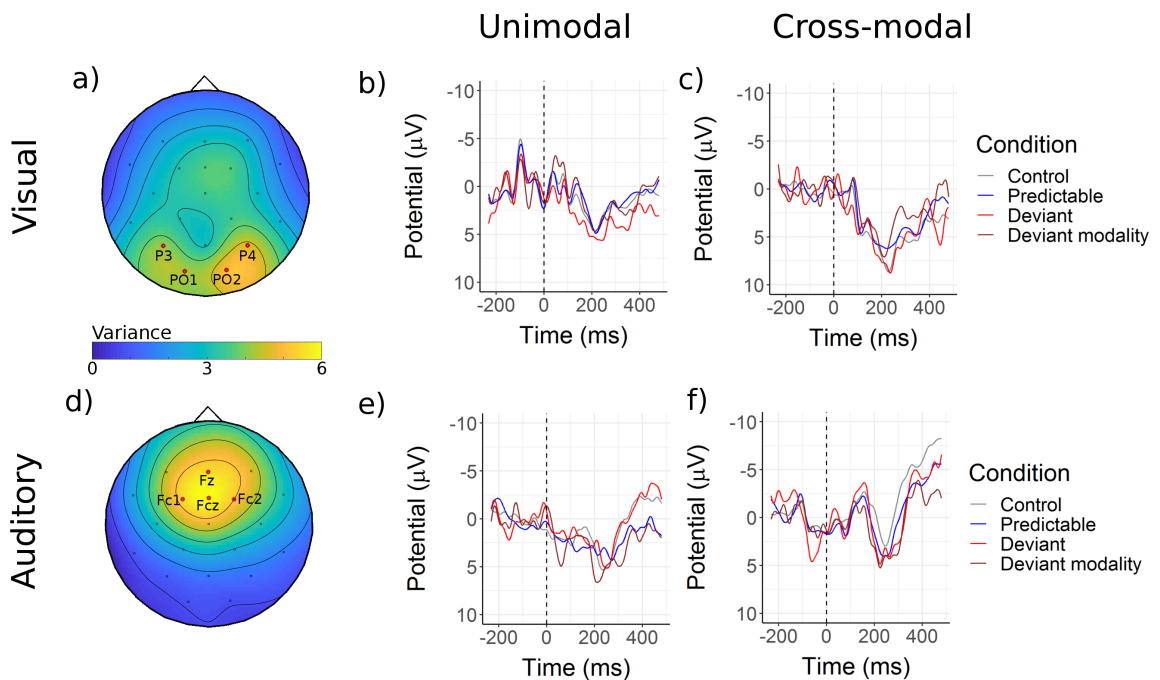 Unimodal
Cross-modal
Visual
a)
P3
P4
PO1
PO2
Variance
0
3
6
b)
-10
-5
0
5
10
Potential (μV)
-200
0
200
400
Time (ms)
c)
-10
-5
0
5
10
Potential (μV)
-200
0
200
400
Time (ms)
Condition
Control
Predictable
Deviant
Deviant modality
Auditory
d)
Fz
Fc1
Fcz
Fc2
e)
-10
-5
0
5
10
Potential (μV)
-200
0
200
400
Time (ms)
f)
-10
-5
0
5
10
Potential (μV)
-200
0
200
400
Time (ms)
Condition
Control
Predictable
Deviant
Deviant modality